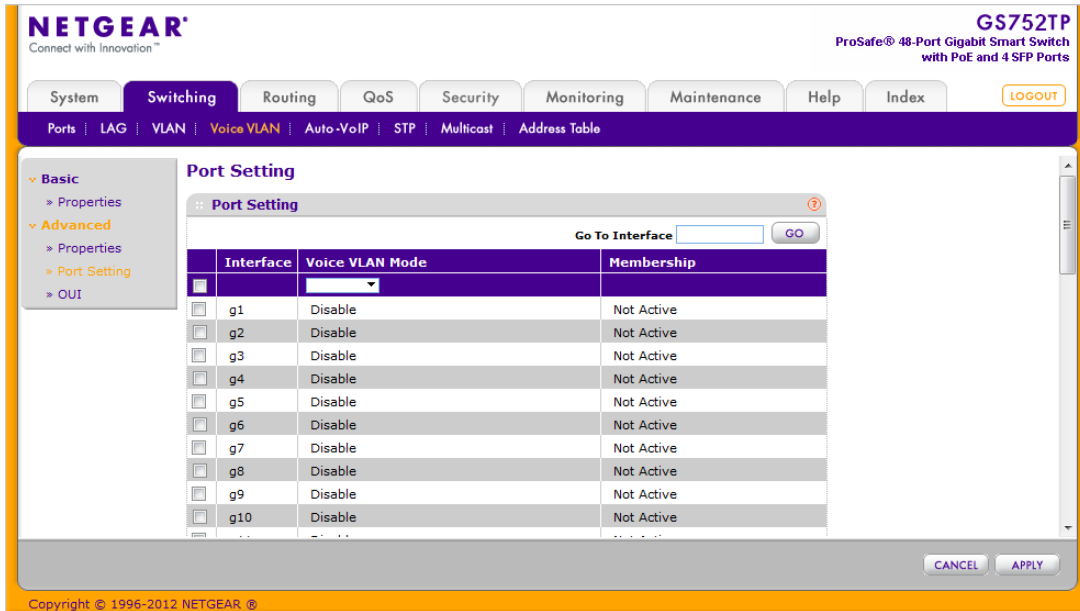 NETGEAR®
Connect with Innovation™
GS752TP
ProSafe® 48-Port Gigabit Smart Switch
with PoE and 4 SFP Ports
System Switching Routing QoS Security Monitoring Maintenance Help Index LOGOUT
Ports LAG VLAN Voice VLAN Auto-VoIP STP Multicast Address Table
Basic
» Properties
Advanced
» Properties
» Port Setting
» OUI
Port Setting
Port Setting ?
Go To Interface GO
Interface Voice VLAN Mode Membership
g1 Disable Not Active
g2 Disable Not Active
g3 Disable Not Active
g4 Disable Not Active
g5 Disable Not Active
g6 Disable Not Active
g7 Disable Not Active
g8 Disable Not Active
g9 Disable Not Active
g10 Disable Not Active
CANCEL APPLY
Copyright © 1996-2012 NETGEAR ®